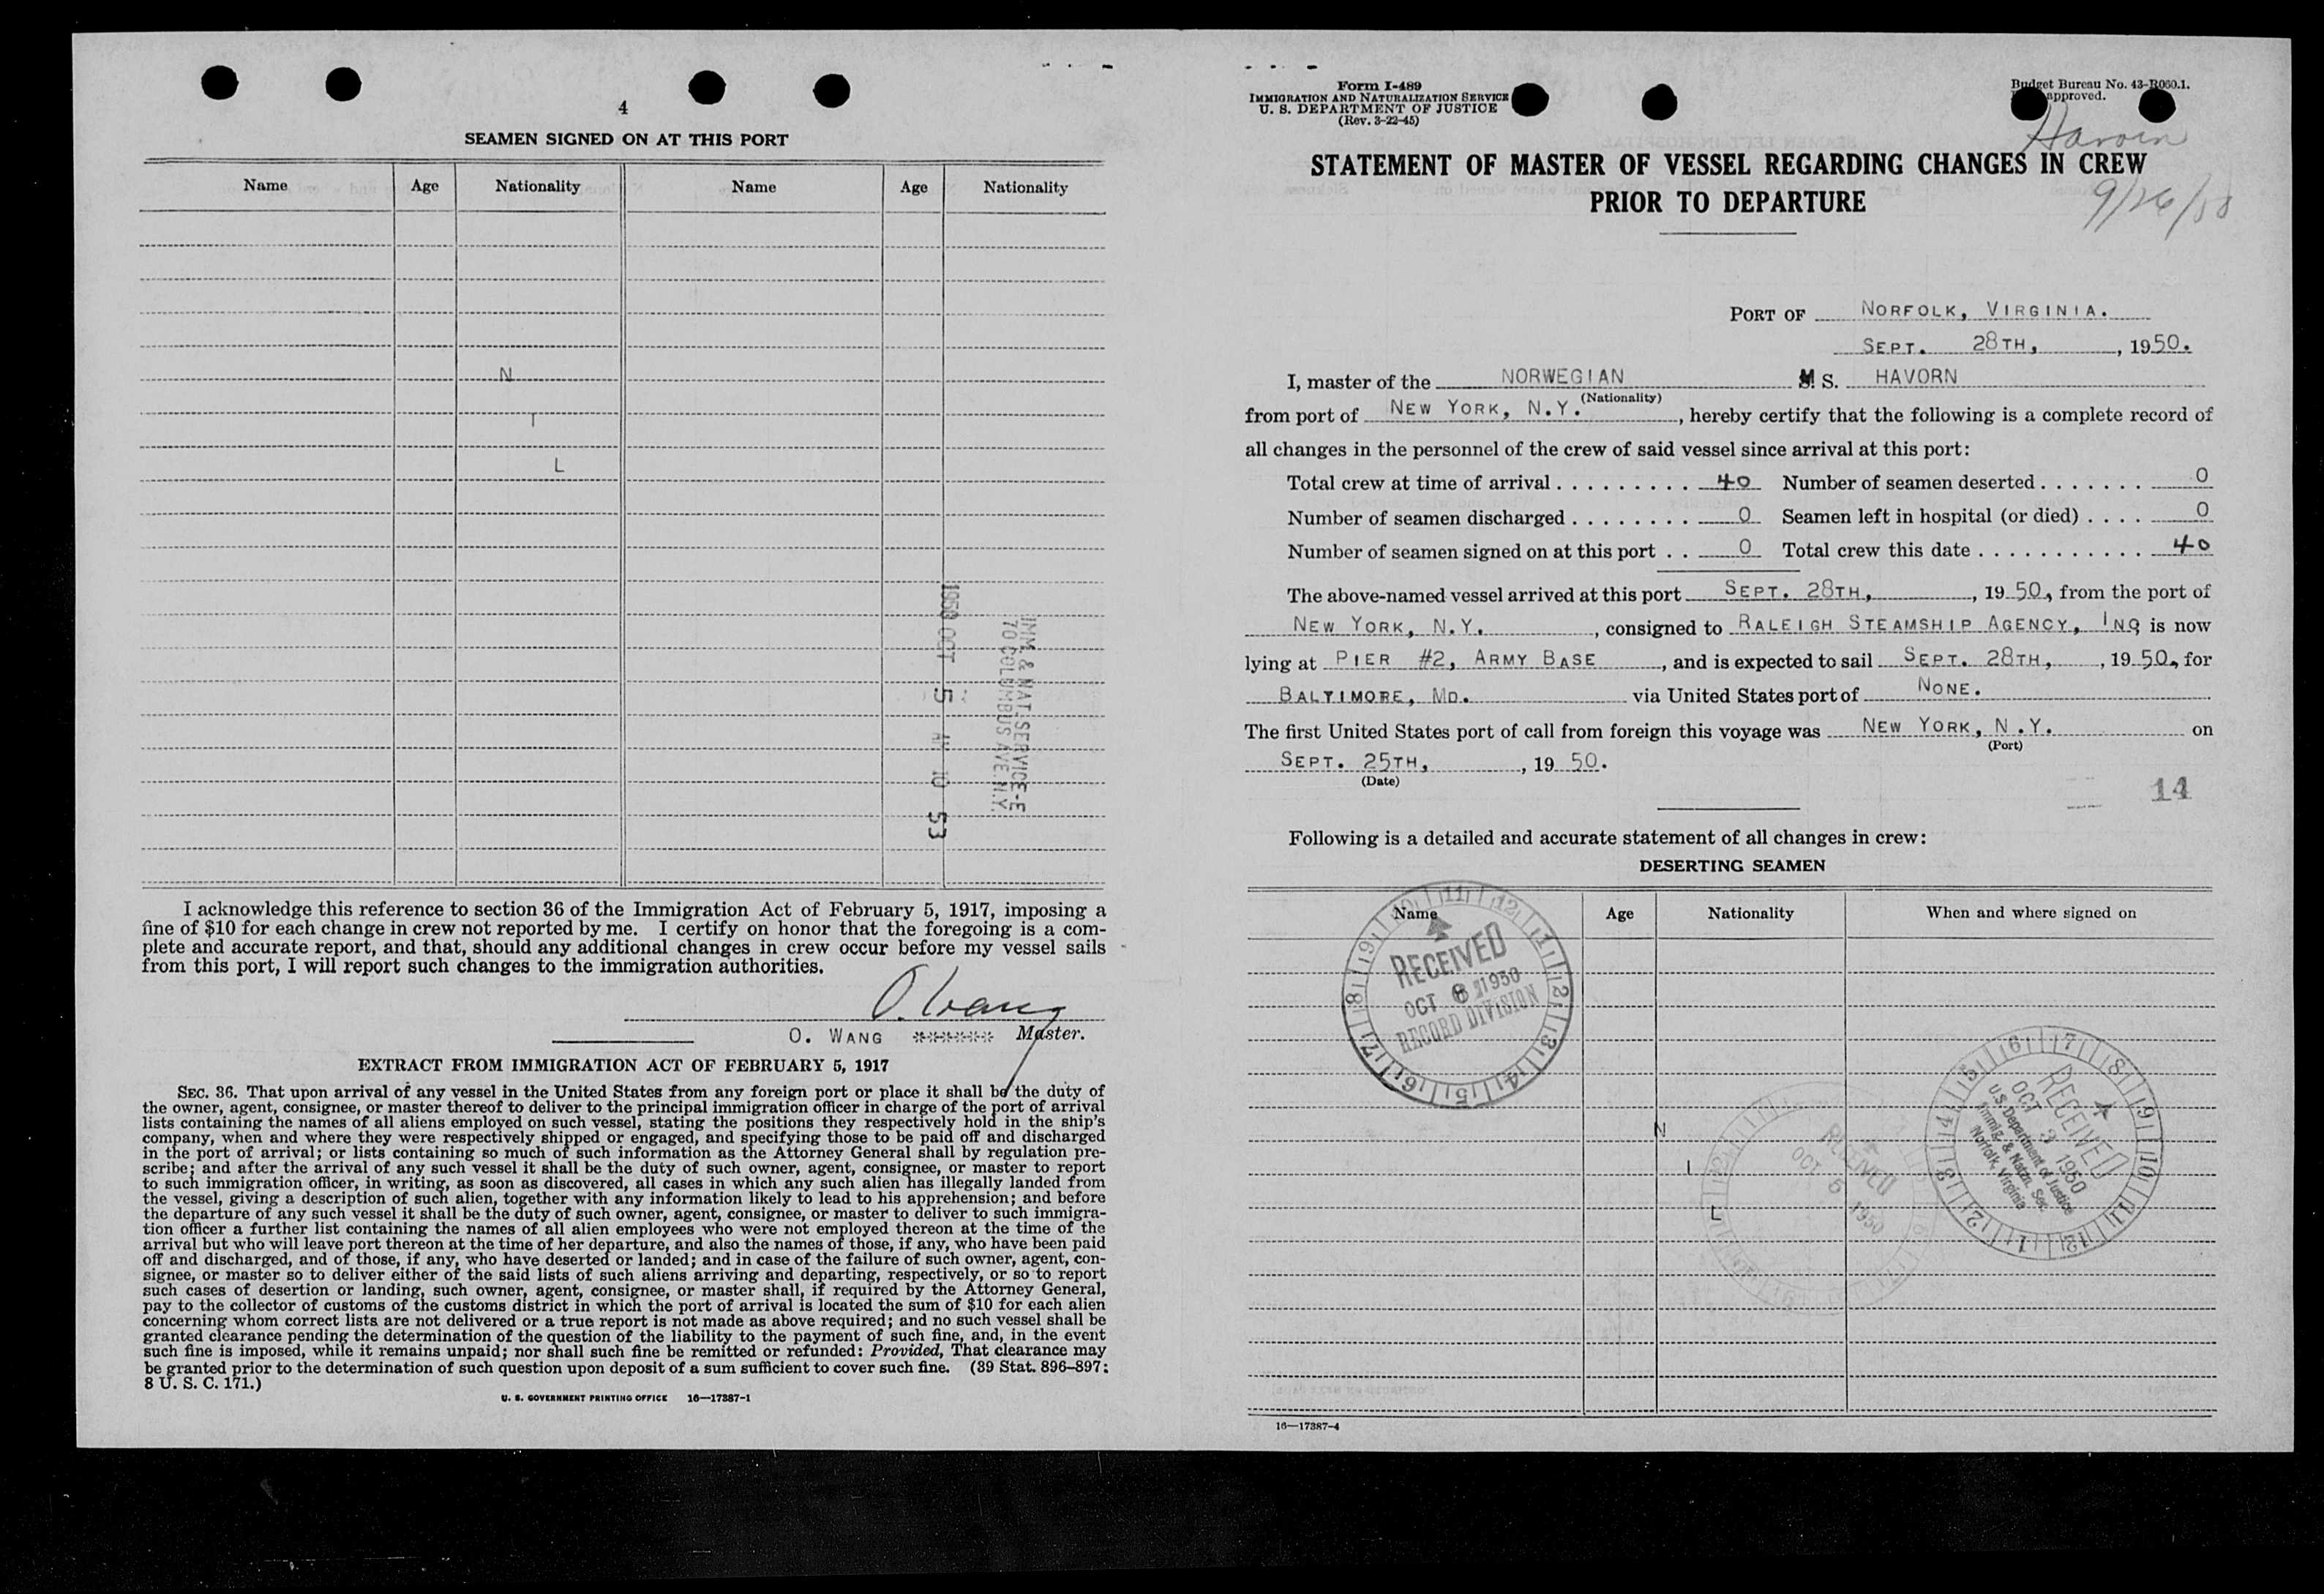 4
SEAMEN SIGNED ON AT THIS PORT
Name Age Nationality Name Age Nationality
N
I
L
1950 OCT 5 AM 10 53
IMM. & NAT. SERVICE-E
70 COLUMBUS AVE. N.Y.
I acknowledge this reference to section 36 of the Immigration Act of February 5, 1917, imposing a
fine of $10 for each change in crew not reported by me. I certify on honor that the foregoing is a com-
plete and accurate report, and that, should any additional changes in crew occur before my vessel sails
from this port, I will report such changes to the immigration authorities.
O. Wang
O. WANG ****** Master.
EXTRACT FROM IMMIGRATION ACT OF FEBRUARY 5, 1917
SEC. 36. That upon arrival of any vessel in the United States from any foreign port or place it shall be the duty of
the owner, agent, consignee, or master thereof to deliver to the principal immigration officer in charge of the port of arrival
lists containing the names of all aliens employed on such vessel, stating the positions they respectively hold in the ship's
company, when and where they were respectively shipped or engaged, and specifying those to be paid off and discharged
in the port of arrival; or lists containing so much of such information as the Attorney General shall by regulation pre-
scribe; and after the arrival of any such vessel it shall be the duty of such owner, agent, consignee, or master to report
to such immigration officer, in writing, as soon as discovered, all cases in which any such alien has illegally landed from
the vessel, giving a description of such alien, together with any information likely to lead to his apprehension; and before
the departure of any such vessel it shall be the duty of such owner, agent, consignee, or master to deliver to such immigra-
tion officer a further list containing the names of all alien employees who were not employed thereon at the time of the
arrival but who will leave port thereon at the time of her departure, and also the names of those, if any, who have been paid
off and discharged, and of those, if any, who have deserted or landed; and in case of the failure of such owner, agent, con-
signee, or master so to deliver either of the said lists of such aliens arriving and departing, respectively, or so to report
such cases of desertion or landing, such owner, agent, consignee, or master shall, if required by the Attorney General,
pay to the collector of customs of the customs district in which the port of arrival is located the sum of $10 for each alien
concerning whom correct lists are not delivered or a true report is not made as above required; and no such vessel shall be
granted clearance pending the determination of the question of the liability to the payment of such fine, and, in the event
such fine is imposed, while it remains unpaid; nor shall such fine be remitted or refunded: Provided, That clearance may
be granted prior to the determination of such question upon deposit of a sum sufficient to cover such fine. (39 Stat. 896–897;
8 U. S. C. 171.)
U. S. GOVERNMENT PRINTING OFFICE 16—17387-1
Form I-489
IMMIGRATION AND NATURALIZATION SERVICE
U. S. DEPARTMENT OF JUSTICE
(Rev. 3-22-45)
Budget Bureau No. 43-R060.1.
approved.
Havorn
9/26/50
STATEMENT OF MASTER OF VESSEL REGARDING CHANGES IN CREW
PRIOR TO DEPARTURE
PORT OF NORFOLK, VIRGINIA.
SEPT. 28TH, , 1950.
I, master of the NORWEGIAN M S. HAVORN
(Nationality)
from port of NEW YORK, N.Y. , hereby certify that the following is a complete record of
all changes in the personnel of the crew of said vessel since arrival at this port:
Total crew at time of arrival . . . . . . . . . 40 Number of seamen deserted . . . . . . . 0
Number of seamen discharged . . . . . . . . 0 Seamen left in hospital (or died) . . . . 0
Number of seamen signed on at this port . . 0 Total crew this date . . . . . . . . . . . 40
The above-named vessel arrived at this port SEPT. 28TH, , 19 50, from the port of
NEW YORK, N.Y. , consigned to RALEIGH STEAMSHIP AGENCY, INC is now
lying at PIER #2, ARMY BASE , and is expected to sail SEPT. 28TH, , 19 50, for
BALTIMORE, MD. via United States port of NONE.
The first United States port of call from foreign this voyage was NEW YORK, N.Y. on
(Port)
SEPT. 25TH, , 19 50.
(Date)
14
Following is a detailed and accurate statement of all changes in crew:
DESERTING SEAMEN
Name Age Nationality When and where signed on
RECEIVED
OCT 1950
RECORD DIVISION
N
I
L
RECEIVED
OCT 5 1950
RECEIVED
OCT 3 1950
U.S. Department of Justice
Immig. & Natzn. Ser.
Norfolk, Virginia
16—17387-4